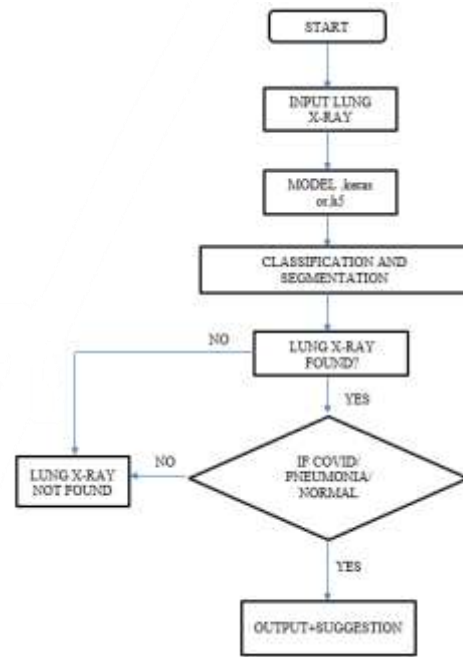 START
INPUT LUNG
X-RAY
MODEL .keras
or.h5
CLASSIFICATION AND
SEGMENTATION
NO
LUNG X-RAY
FOUND?
YES
LUNG X-RAY
NOT FOUND
NO
IF COVID/
PNEUMONIA/
NORMAL
YES
OUTPUT+SUGGESTION